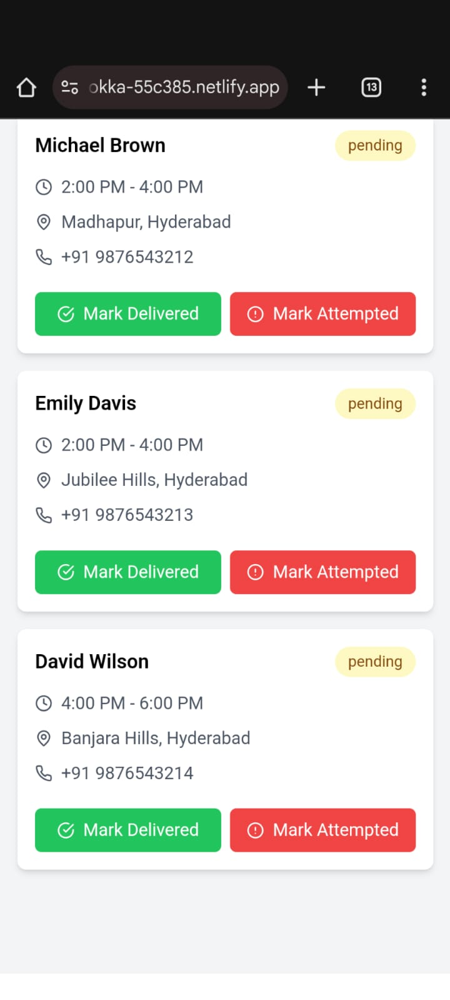 okka-55c385.netlify.app
13
Michael Brown
pending
2:00 PM - 4:00 PM
Madhapur, Hyderabad
+91 9876543212
Mark Delivered
Mark Attempted
Emily Davis
pending
2:00 PM - 4:00 PM
Jubilee Hills, Hyderabad
+91 9876543213
Mark Delivered
Mark Attempted
David Wilson
pending
4:00 PM - 6:00 PM
Banjara Hills, Hyderabad
+91 9876543214
Mark Delivered
Mark Attempted